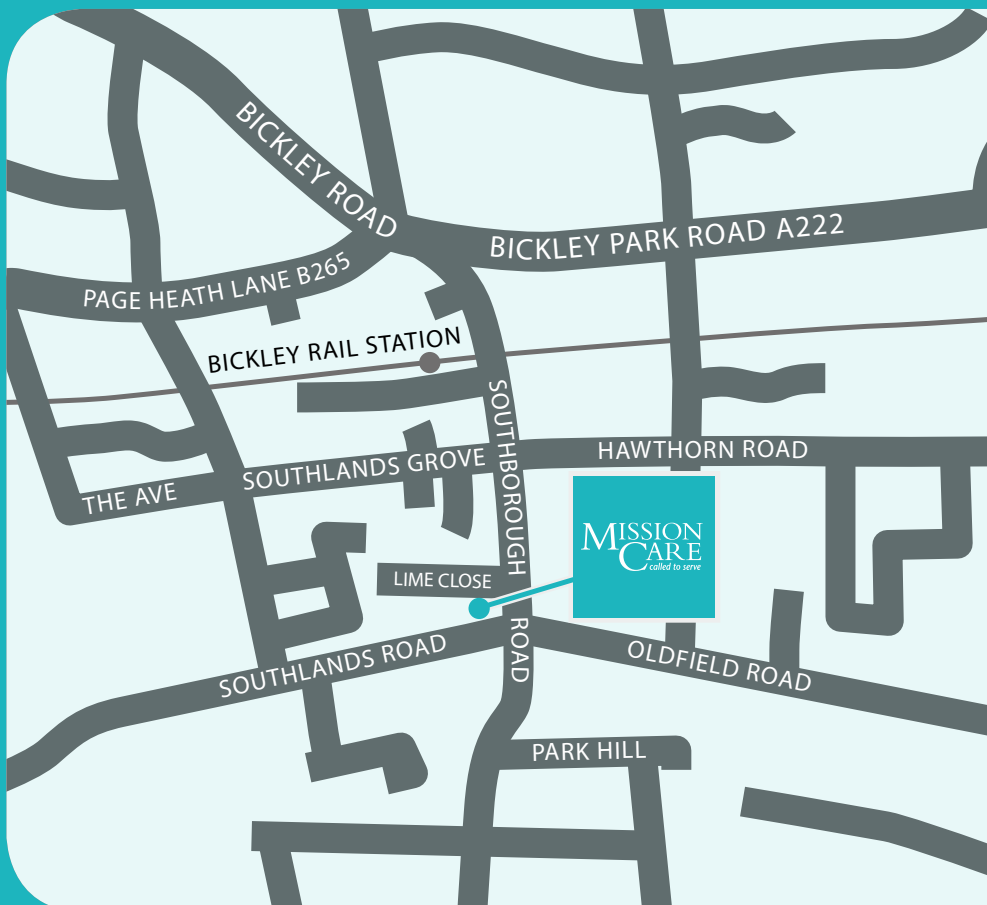 BICKLEY ROAD
BICKLEY PARK ROAD A222
PAGE HEATH LANE B265
BICKLEY RAIL STATION
SOUTHBOROUGH ROAD
HAWTHORN ROAD
SOUTHLANDS GROVE
THE AVE
MISSION
CARE
called to serve
LIME CLOSE
SOUTHLANDS ROAD
OLDFIELD ROAD
PARK HILL